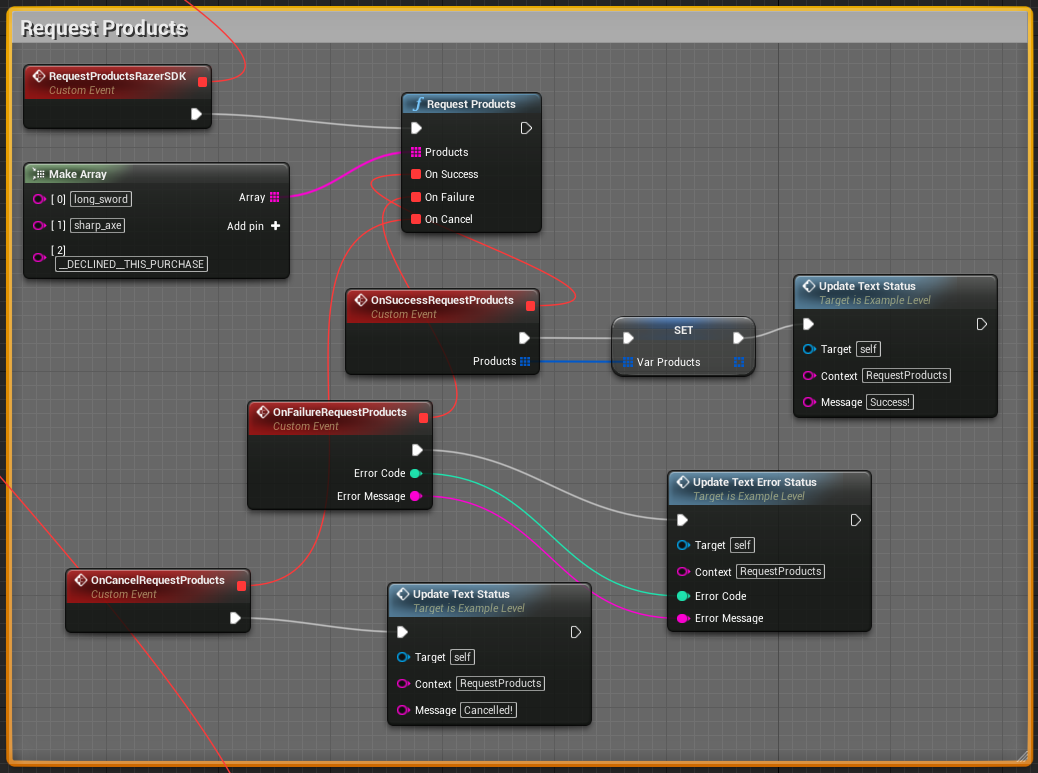 Request Products
RequestProductsRazerSDK
Custom Event
Request Products
Products
On Success
On Failure
On Cancel
Make Array
[ 0] long_sword
Array
[ 1] sharp_axe
Add pin
[ 2]
__DECLINED__THIS_PURCHASE
OnSuccessRequestProducts
Custom Event
Products
SET
Var Products
Update Text Status
Target is Example Level
Target self
Context RequestProducts
Message Success!
OnFailureRequestProducts
Custom Event
Error Code
Error Message
Update Text Error Status
Target is Example Level
Target self
Context RequestProducts
Error Code
Error Message
OnCancelRequestProducts
Custom Event
Update Text Status
Target is Example Level
Target self
Context RequestProducts
Message Cancelled!